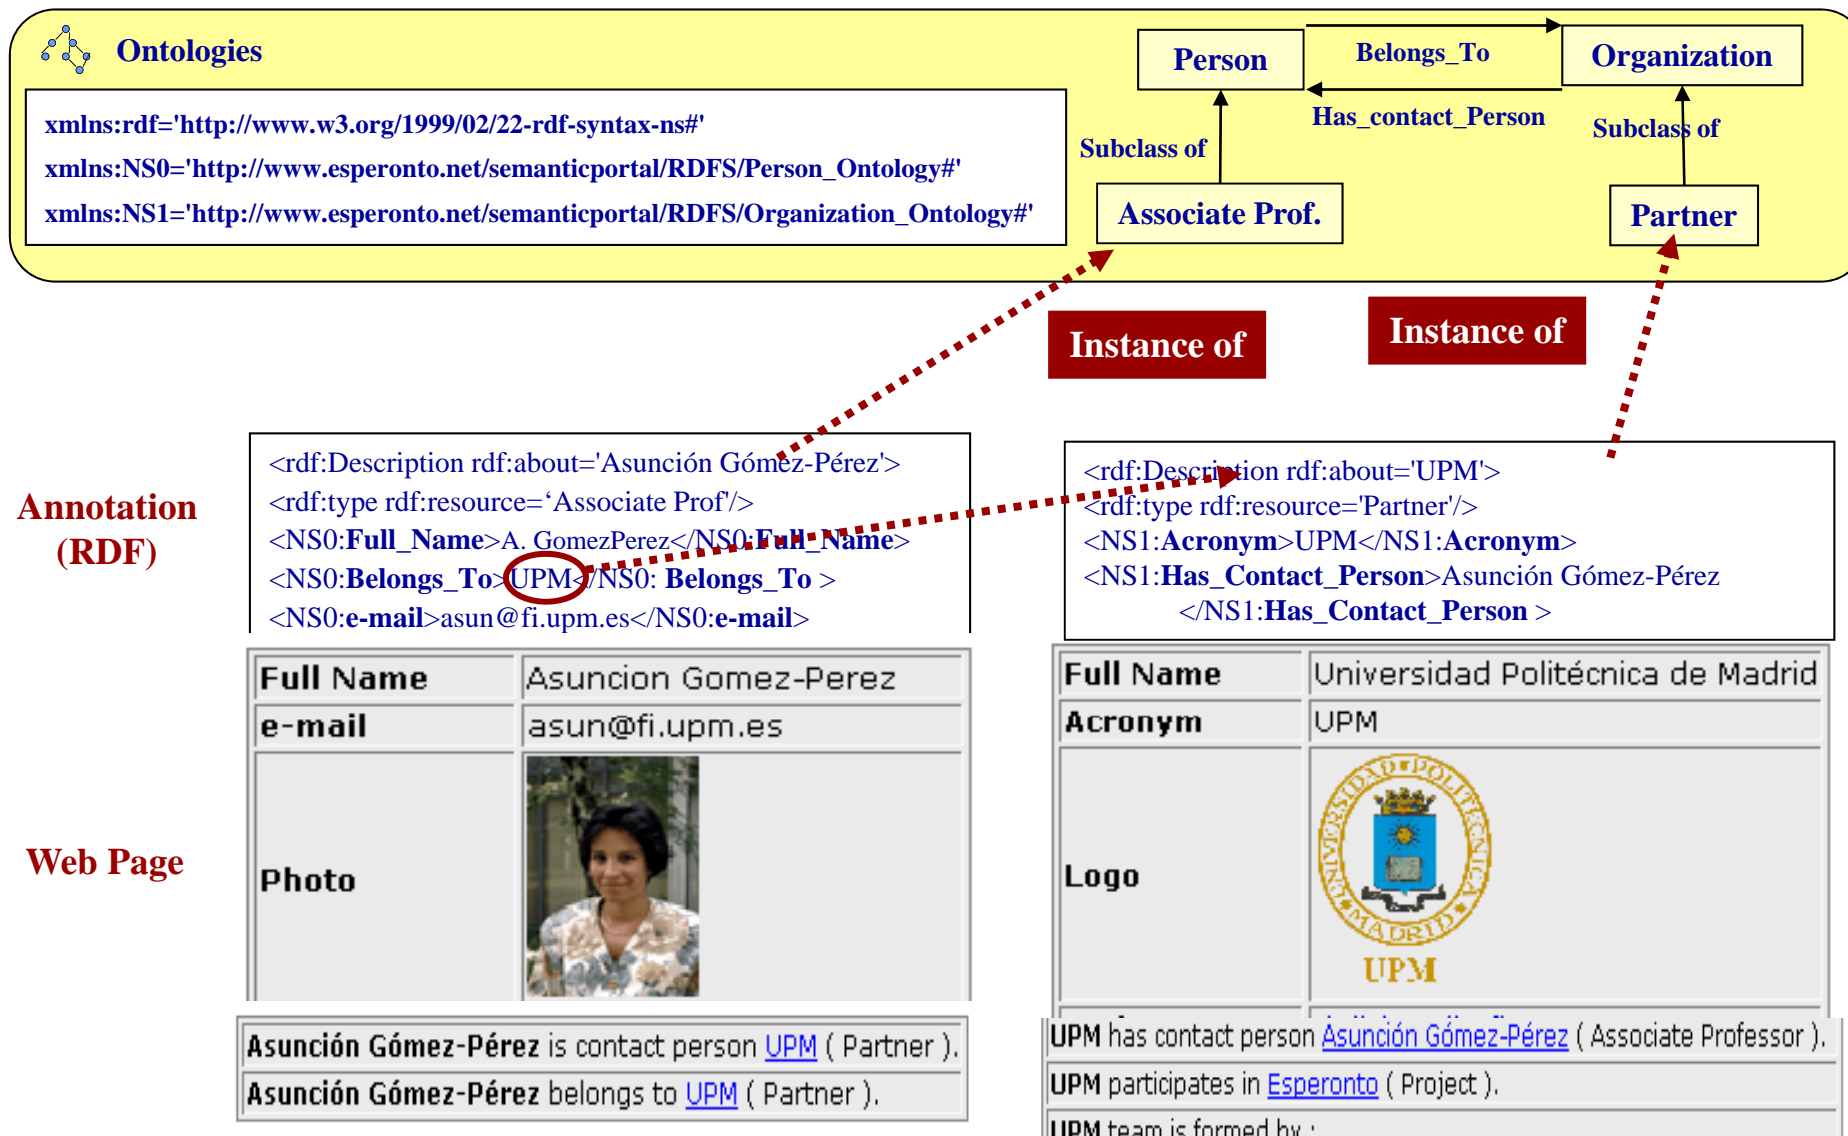 Ontologies
xmlns:rdf='http://www.w3.org/1999/02/22-rdf-syntax-ns#'
xmlns:NS0='http://www.esperonto.net/semanticportal/RDFS/Person_Ontology#'
xmlns:NS1='http://www.esperonto.net/semanticportal/RDFS/Organization_Ontology#'
Person
Belongs_To
Organization
Has_contact_Person
Subclass of
Subclass of
Associate Prof.
Partner
Instance of
Instance of
Annotation
(RDF)
<rdf:Description rdf:about='Asunción Gómez-Pérez'>
<rdf:type rdf:resource=‘Associate Prof'/>
<NS0:Full_Name>A. GomezPerez</NS0:Full_Name>
<NS0:Belongs_To>UPM</NS0: Belongs_To >
<NS0:e-mail>asun@fi.upm.es</NS0:e-mail>
<rdf:Description rdf:about='UPM'>
<rdf:type rdf:resource='Partner'/>
<NS1:Acronym>UPM</NS1:Acronym>
<NS1:Has_Contact_Person>Asunción Gómez-Pérez
</NS1:Has_Contact_Person >
Web Page
Full Name Asuncion Gomez-Perez
e-mail asun@fi.upm.es
Photo
Asunción Gómez-Pérez is contact person UPM ( Partner ).
Asunción Gómez-Pérez belongs to UPM ( Partner ).
Full Name Universidad Politécnica de Madrid
Acronym UPM
Logo
UNIVERSIDAD POLITECNICA
MADRID
UPM
UPM has contact person Asunción Gómez-Pérez ( Associate Professor ).
UPM participates in Esperonto ( Project ).
UPM team is formed by :